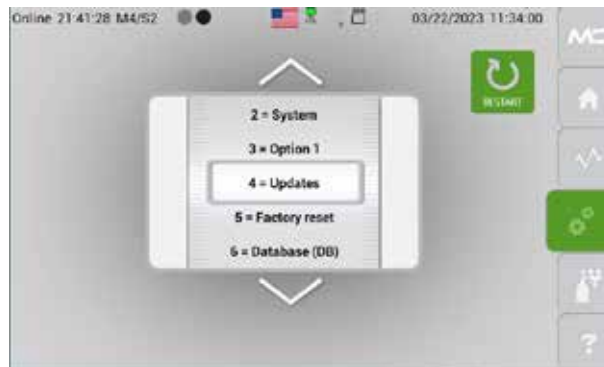 Online 21:41:28 M4/S2 03/22/2023 11:34:00
RESTART
2 = System
3 = Option 1
4 = Updates
5 = Factory reset
6 = Database (DB)
?